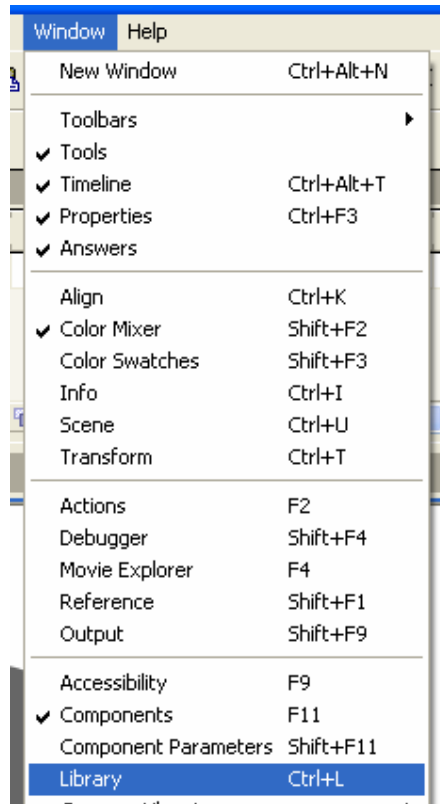 Window Help
New Window Ctrl+Alt+N
Toolbars
Tools
Timeline Ctrl+Alt+T
Properties Ctrl+F3
Answers
Align Ctrl+K
Color Mixer Shift+F2
Color Swatches Shift+F3
Info Ctrl+I
Scene Ctrl+U
Transform Ctrl+T
Actions F2
Debugger Shift+F4
Movie Explorer F4
Reference Shift+F1
Output Shift+F9
Accessibility F9
Components F11
Component Parameters Shift+F11
Library Ctrl+L